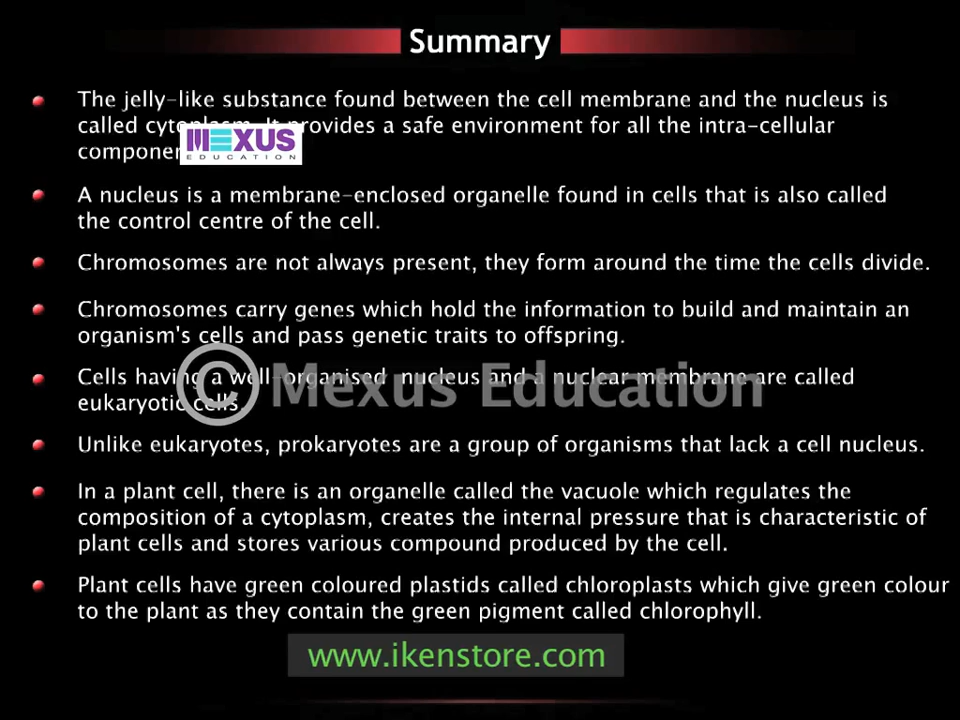 Summary
The jelly-like substance found between the cell membrane and the nucleus is
called cytoplasm. It provides a safe environment for all the intra-cellular
MEXUS
EDUCATION
A nucleus is a membrane-enclosed organelle found in cells that is also called
the control centre of the cell.
Chromosomes are not always present, they form around the time the cells divide.
Chromosomes carry genes which hold the information to build and maintain an
organism's cells and pass genetic traits to offspring.
Cells having a well-organised nucleus and a nuclear membrane are called
eukaryotic cells.
© Mexus Education
Unlike eukaryotes, prokaryotes are a group of organisms that lack a cell nucleus.
In a plant cell, there is an organelle called the vacuole which regulates the
composition of a cytoplasm, creates the internal pressure that is characteristic of
plant cells and stores various compound produced by the cell.
Plant cells have green coloured plastids called chloroplasts which give green colour
to the plant as they contain the green pigment called chlorophyll.
www.ikenstore.com